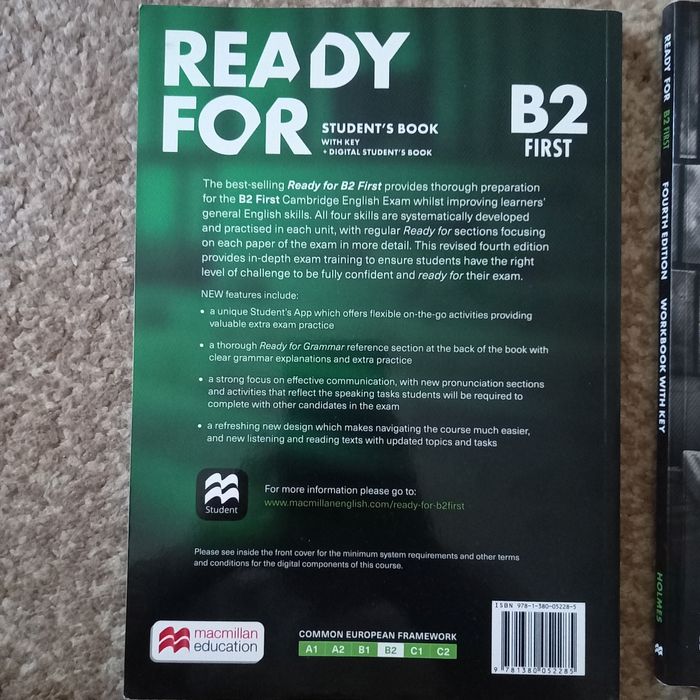 READY
FOR
STUDENT'S BOOK
WITH KEY
+ DIGITAL STUDENT'S BOOK
B2
FIRST
The best-selling Ready for B2 First provides thorough preparation
for the B2 First Cambridge English Exam whilst improving learners'
general English skills. All four skills are systematically developed
and practised in each unit, with regular Ready for sections focusing
on each paper of the exam in more detail. This revised fourth edition
provides in-depth exam training to ensure students have the right
level of challenge to be fully confident and ready for their exam.
NEW features include:
• a unique Student's App which offers flexible on-the-go activities providing
valuable extra exam practice
• a thorough Ready for Grammar reference section at the back of the book with
clear grammar explanations and extra practice
• a strong focus on effective communication, with new pronunciation sections
and activities that reflect the speaking tasks students will be required to
complete with other candidates in the exam
• a refreshing new design which makes navigating the course much easier,
and new listening and reading texts with updated topics and tasks
Student
For more information please go to:
www.macmillanenglish.com/ready-for-b2first
Please see inside the front cover for the minimum system requirements and other terms
and conditions for the digital components of this course.
macmillan
education
COMMON EUROPEAN FRAMEWORK
A1 A2 B1 B2 C1 C2
ISBN 978-1-380-05228-5
9 781380 052285
READY FOR B2 FIRST FOURTH EDITION WORKBOOK WITH KEY HOLMES